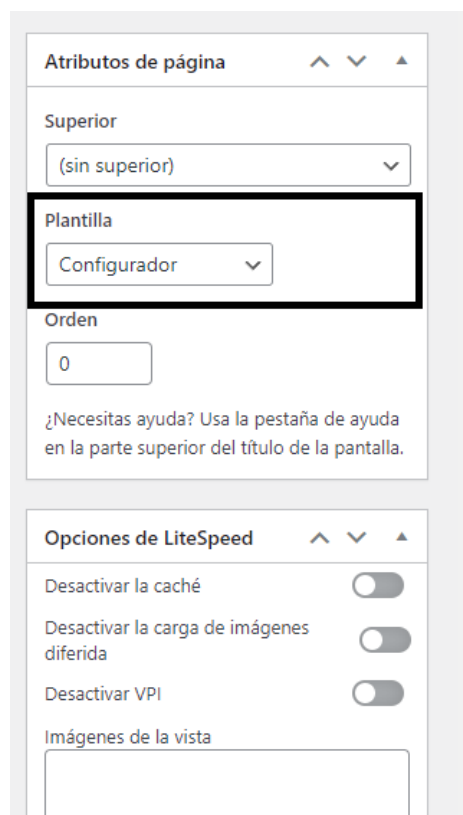 Atributos de página
Superior
(sin superior)
Plantilla
Configurador
Orden
0
¿Necesitas ayuda? Usa la pestaña de ayuda
en la parte superior del título de la pantalla.
Opciones de LiteSpeed
Desactivar la caché
Desactivar la carga de imágenes
diferida
Desactivar VPI
Imágenes de la vista